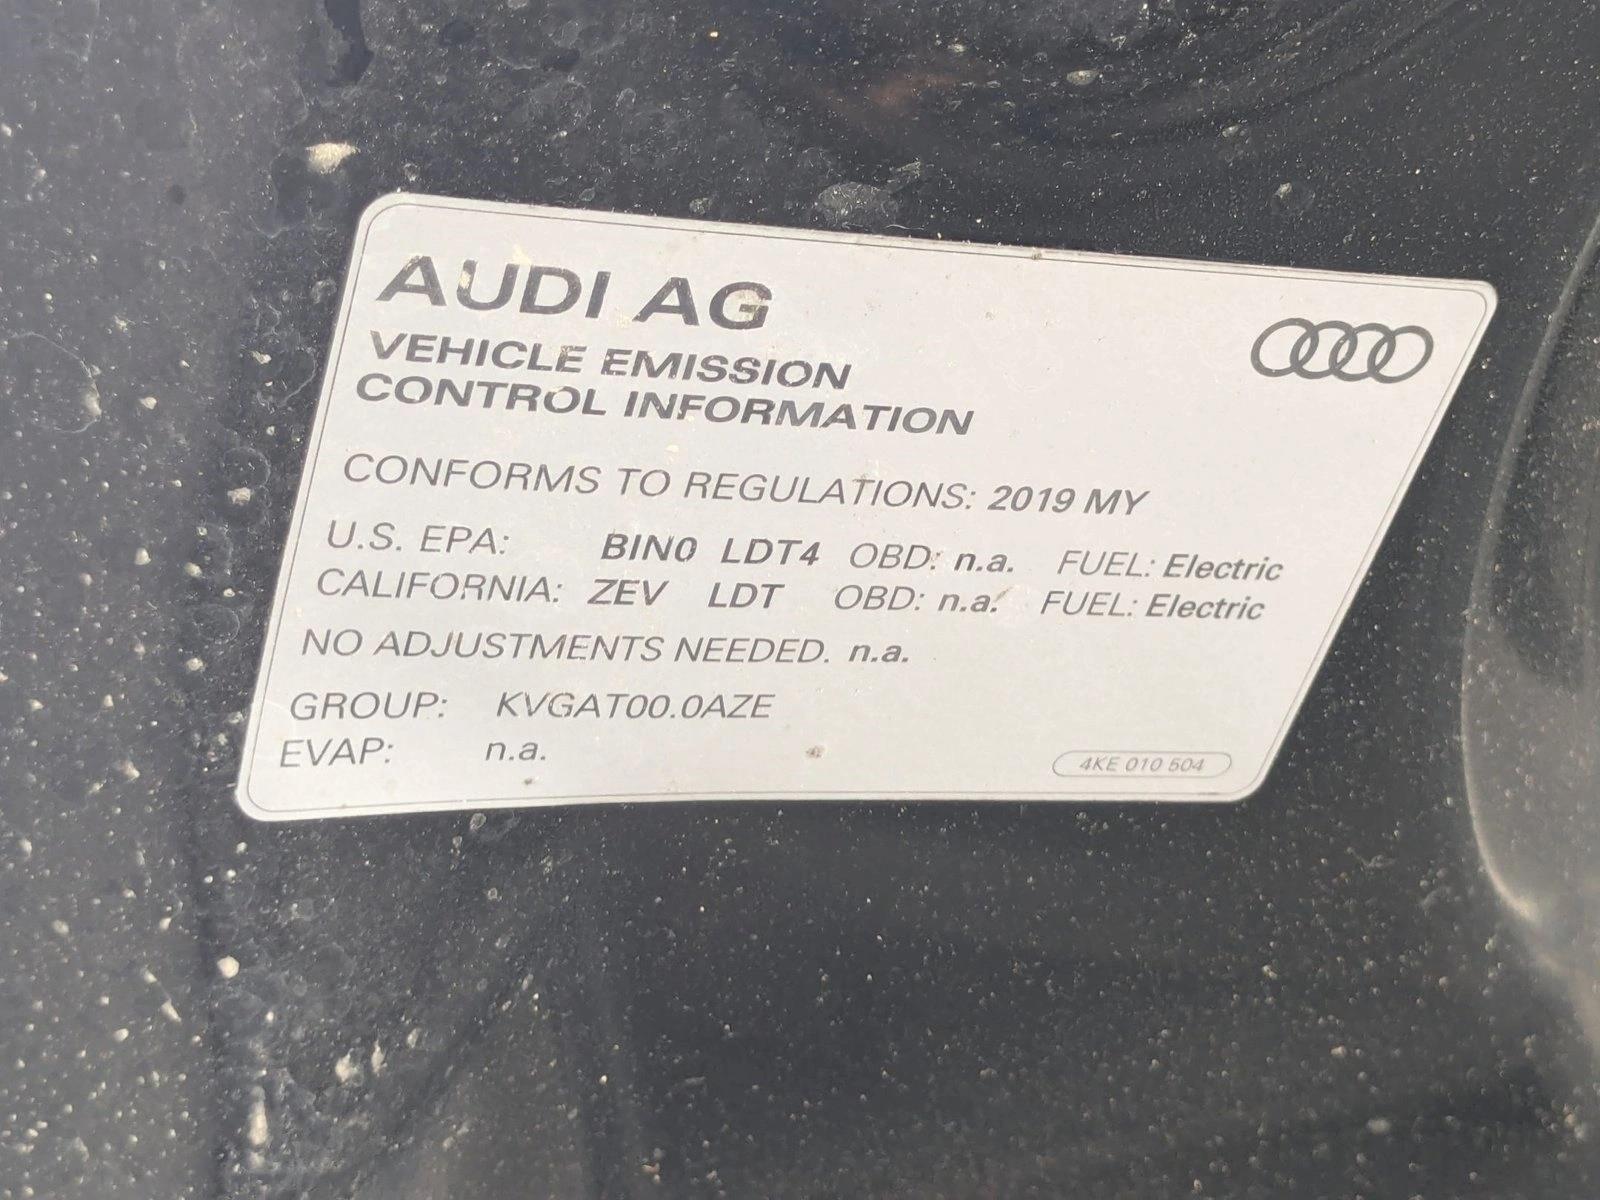 AUDI AG
VEHICLE EMISSION
CONTROL INFORMATION
CONFORMS TO REGULATIONS: 2019 MY
U.S. EPA: BIN0 LDT4 OBD: n.a. FUEL: Electric
CALIFORNIA: ZEV LDT OBD: n.a. FUEL: Electric
NO ADJUSTMENTS NEEDED. n.a.
GROUP: KVGAT00.0AZE
EVAP: n.a.
4KE 010 504